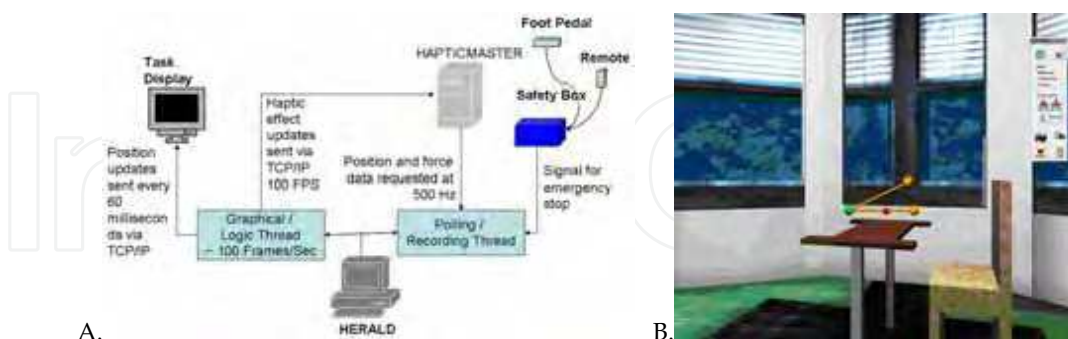 Foot Pedal
HAPTICMASTER
Remote
Task
Display
Safety Box
Haptic
effect
updates
sent via
TCP/IP
100 FPS
Position
updates
sent every
60
millisecon
ds via
TCP/IP
Position and force
data requested at
500 Hz
Signal for
emergency
stop
Graphical /
Logic Thread
~ 100 Frames/Sec
Polling /
Recording Thread
HERALD
A.
B.